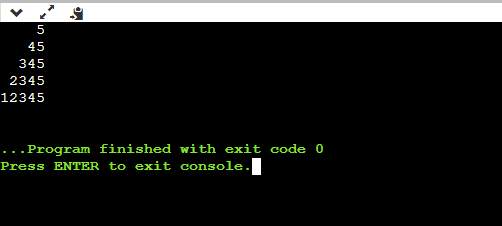 5
   45
  345
 2345
12345
...Program finished with exit code 0
Press ENTER to exit console.